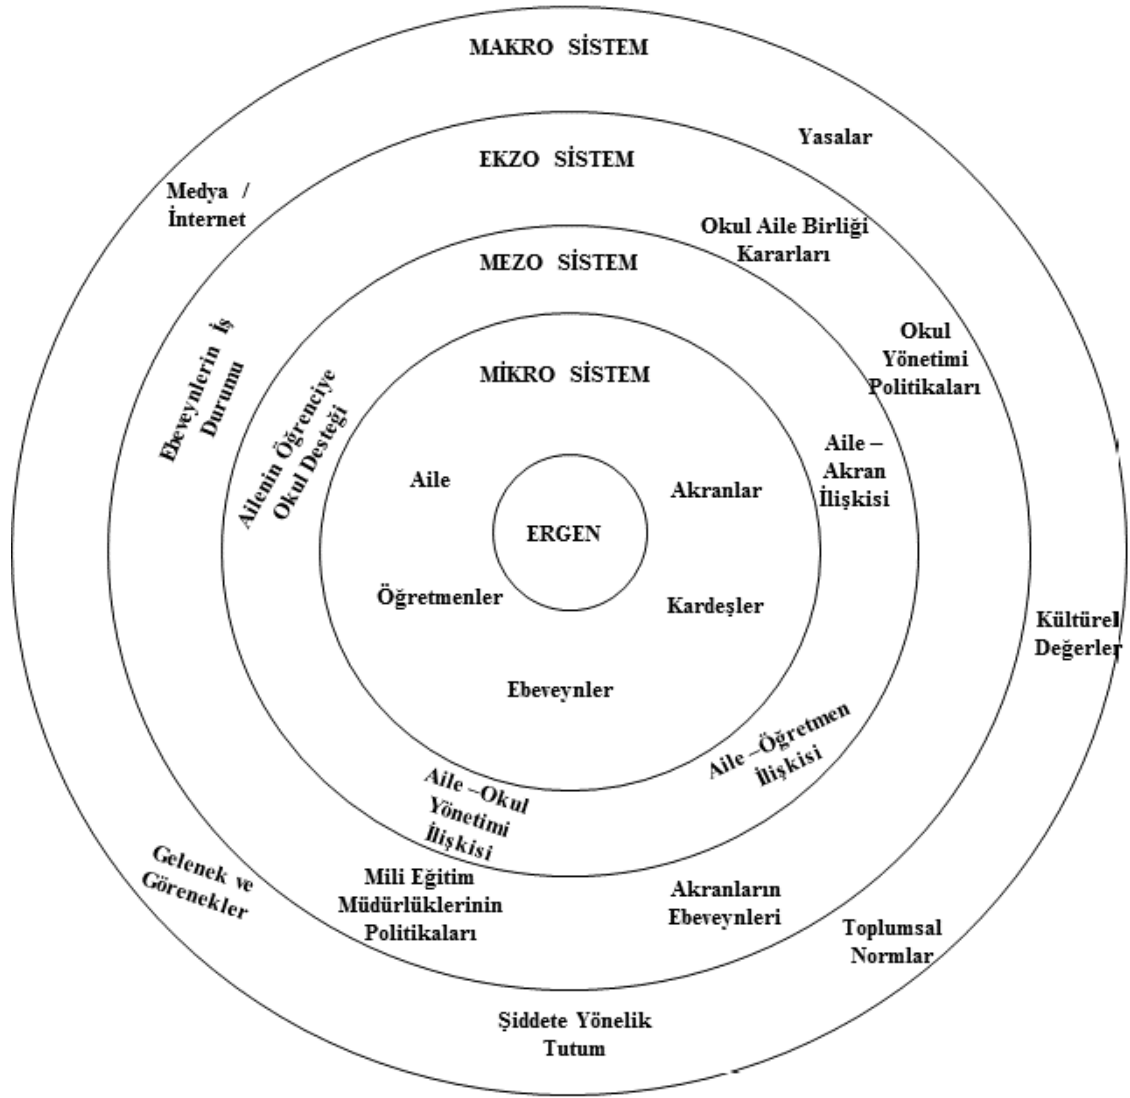 MAKRO SİSTEM
Yasalar
Medya /
İnternet
EKZO SİSTEM
Okul Aile Birliği
Kararları
MEZO SİSTEM
Okul
Yönetimi
Politikaları
Ebeveynlerin İş
Durumu
Ailenin Öğrenciye
Okul Desteği
MİKRO SİSTEM
Aile –
Akran
İlişkisi
Aile
Akranlar
ERGEN
Öğretmenler
Kardeşler
Ebeveynler
Kültürel
Değerler
Aile –Öğretmen
İlişkisi
Aile –Okul
Yönetimi
İlişkisi
Gelenek ve
Görenekler
Mili Eğitim
Müdürlüklerinin
Politikaları
Akranların
Ebeveynleri
Toplumsal
Normlar
Şiddete Yönelik
Tutum